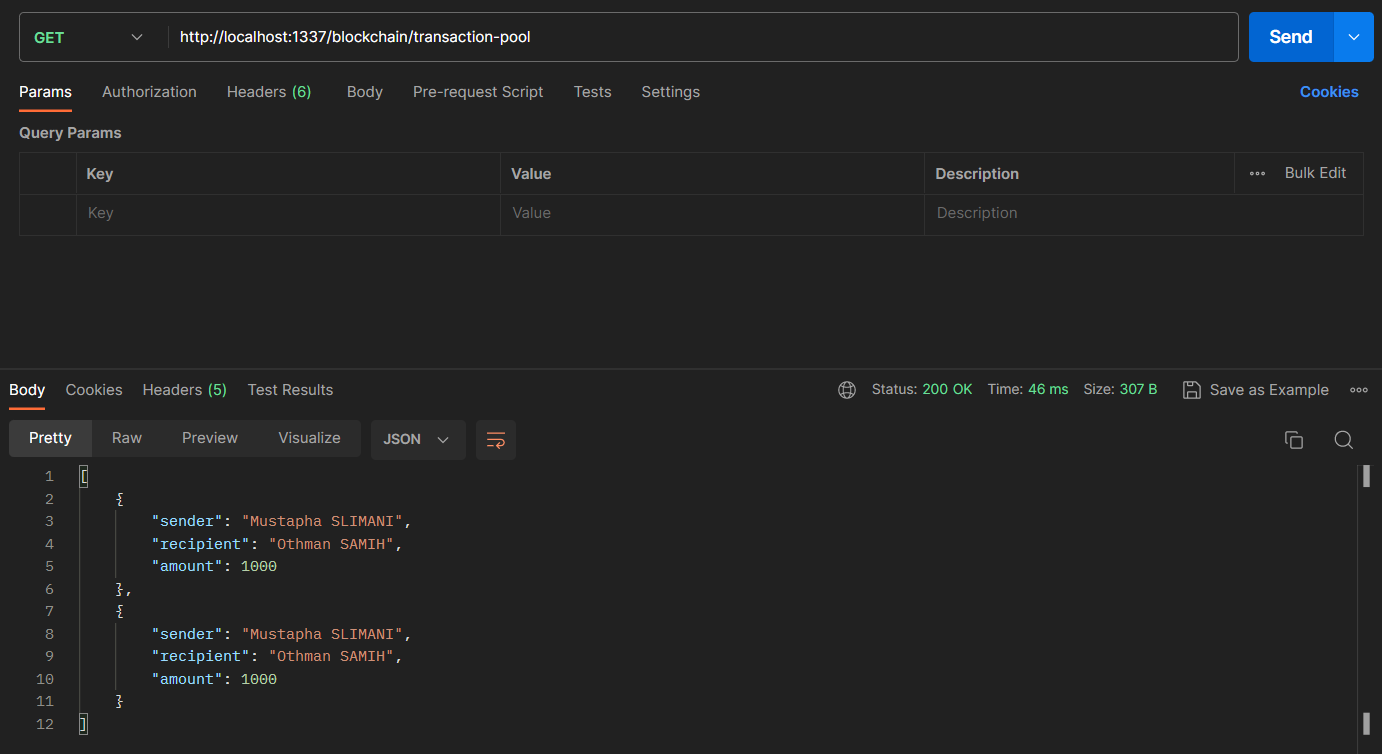 GET http://localhost:1337/blockchain/transaction-pool Send
Params Authorization Headers (6) Body Pre-request Script Tests Settings Cookies
Query Params
Key Value Description Bulk Edit
Key Value Description
Body Cookies Headers (5) Test Results Status: 200 OK Time: 46 ms Size: 307 B Save as Example
Pretty Raw Preview Visualize JSON
1 [
2 {
3 "sender": "Mustapha SLIMANI",
4 "recipient": "Othman SAMIH",
5 "amount": 1000
6 },
7 {
8 "sender": "Mustapha SLIMANI",
9 "recipient": "Othman SAMIH",
10 "amount": 1000
11 }
12 ]